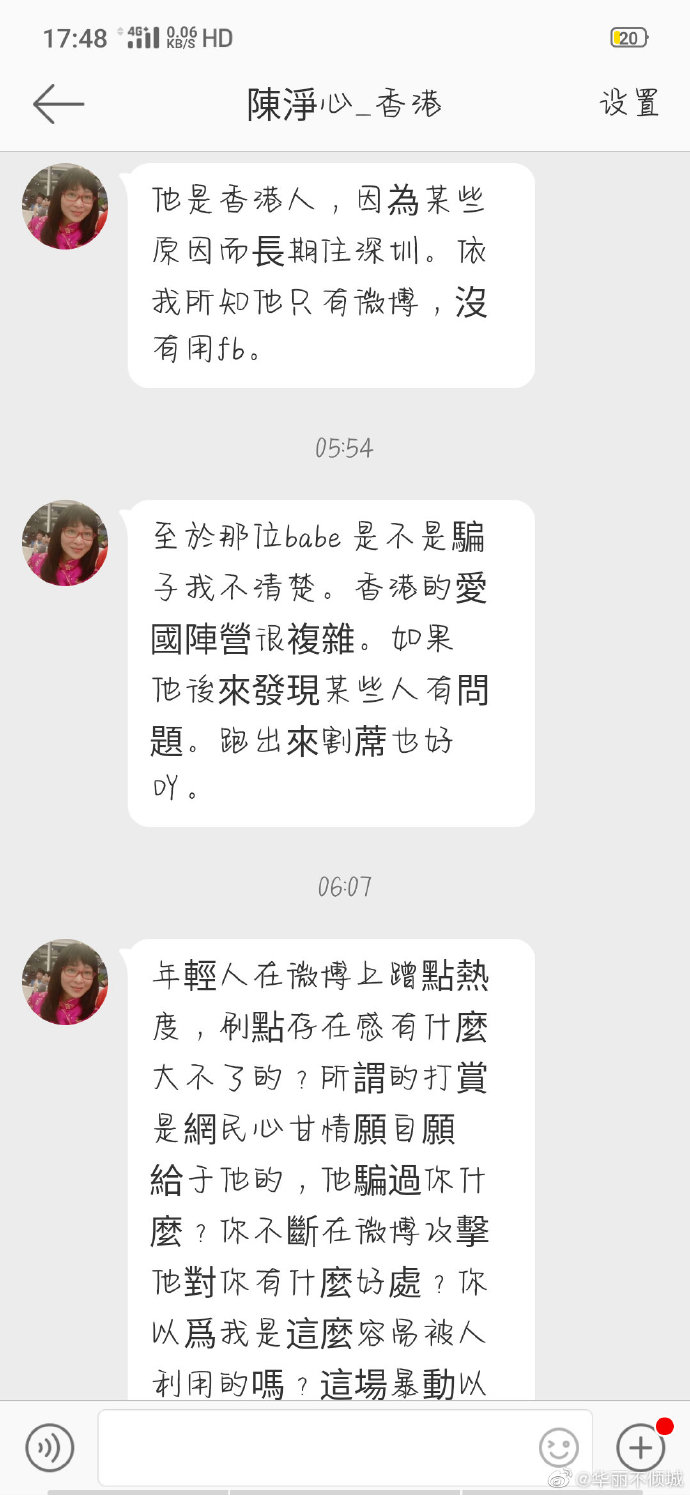 17:48 4G+ 0.06 KB/S HD 20
陳淨心_香港 设置
他是香港人，因為某些
原因而長期住深圳。依
我所知他只有微博，沒
有用fb。
05:54
至於那位babe 是不是騙
子我不清楚。香港的愛
國陣營很複雜。如果
他後來發現某些人有問
題。跑出來割蓆也好
吖。
06:07
年輕人在微博上蹭點熱
度，刷點存在感有什麼
大不了的？所謂的打賞
是網民心甘情願自願
給于他的，他騙過你什
麼？你不斷在微博攻擊
他對你有什麼好處？你
以爲我是這麼容易被人
利用的嗎？這場暴動以
@华丽不倾城